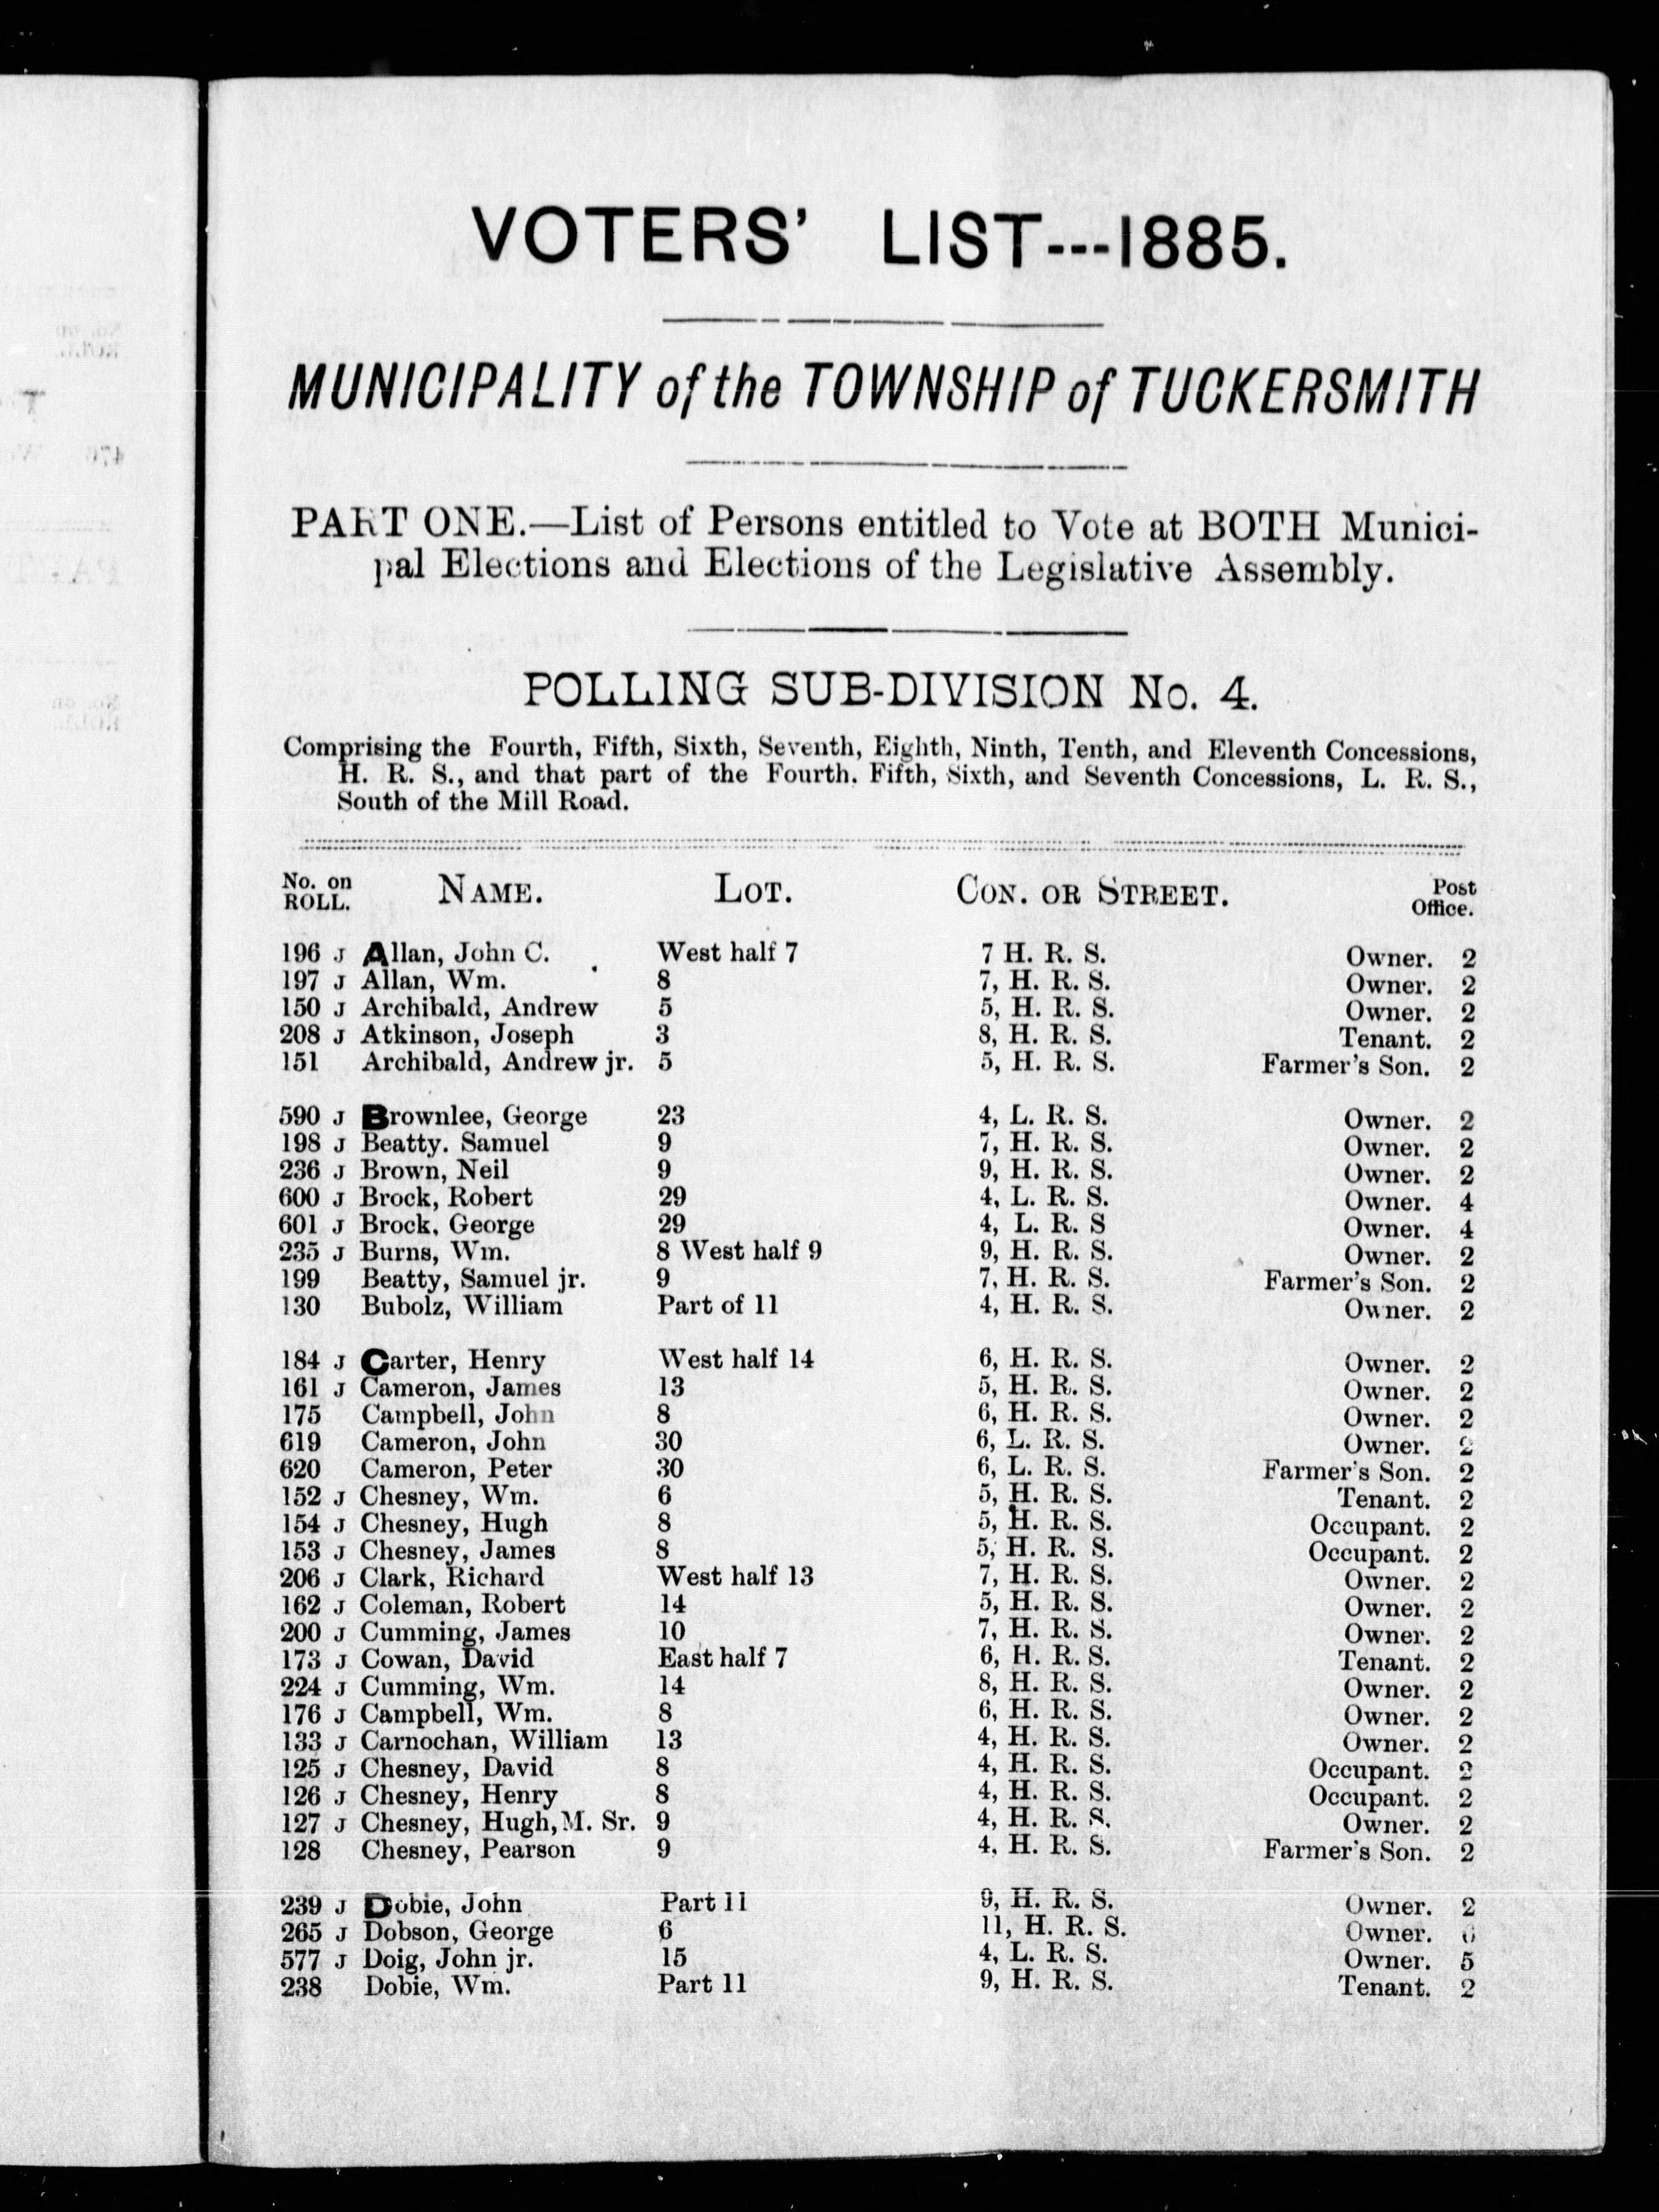 VOTERS' LIST---1885.
MUNICIPALITY of the TOWNSHIP of TUCKERSMITH
PART ONE.—List of Persons entitled to Vote at BOTH Munici-
pal Elections and Elections of the Legislative Assembly.
POLLING SUB-DIVISION No. 4.
Comprising the Fourth, Fifth, Sixth, Seventh, Eighth, Ninth, Tenth, and Eleventh Concessions,
H. R. S., and that part of the Fourth. Fifth, Sixth, and Seventh Concessions, L. R. S.,
South of the Mill Road.
No. on ROLL. NAME. LOT. CON. OR STREET. Post Office.
196 J Allan, John C. West half 7 7 H. R. S. Owner. 2
197 J Allan, Wm. 8 7, H. R. S. Owner. 2
150 J Archibald, Andrew 5 5, H. R. S. Owner. 2
208 J Atkinson, Joseph 3 8, H. R. S. Tenant. 2
151 Archibald, Andrew jr. 5 5, H. R. S. Farmer's Son. 2
590 J Brownlee, George 23 4, L. R. S. Owner. 2
198 J Beatty. Samuel 9 7, H. R. S. Owner. 2
236 J Brown, Neil 9 9, H. R. S. Owner. 2
600 J Brock, Robert 29 4, L. R. S. Owner. 4
601 J Brock, George 29 4, L. R. S Owner. 4
235 J Burns, Wm. 8 West half 9 9, H. R. S. Owner. 2
199 Beatty, Samuel jr. 9 7, H. R. S. Farmer's Son. 2
130 Bubolz, William Part of 11 4, H. R. S. Owner. 2
184 J Carter, Henry West half 14 6, H. R. S. Owner. 2
161 J Cameron, James 13 5, H. R. S. Owner. 2
175 Campbell, John 8 6, H. R. S. Owner. 2
619 Cameron, John 30 6, L. R. S. Owner. 2
620 Cameron, Peter 30 6, L. R. S. Farmer's Son. 2
152 J Chesney, Wm. 6 5, H. R. S. Tenant. 2
154 J Chesney, Hugh 8 5, H. R. S. Occupant. 2
153 J Chesney, James 8 5, H. R. S. Occupant. 2
206 J Clark, Richard West half 13 7, H. R. S. Owner. 2
162 J Coleman, Robert 14 5, H. R. S. Owner. 2
200 J Cumming, James 10 7, H. R. S. Owner. 2
173 J Cowan, David East half 7 6, H. R. S. Tenant. 2
224 J Cumming, Wm. 14 8, H. R. S. Owner. 2
176 J Campbell, Wm. 8 6, H. R. S. Owner. 2
133 J Carnochan, William 13 4, H. R. S. Owner. 2
125 J Chesney, David 8 4, H. R. S. Occupant. 2
126 J Chesney, Henry 8 4, H. R. S. Occupant. 2
127 J Chesney, Hugh, M. Sr. 9 4, H. R. S. Owner. 2
128 Chesney, Pearson 9 4, H. R. S. Farmer's Son. 2
239 J Dobie, John Part 11 9, H. R. S. Owner. 2
265 J Dobson, George 6 11, H. R. S. Owner.
577 J Doig, John jr. 15 4, L. R. S. Owner. 5
238 Dobie, Wm. Part 11 9, H. R. S. Tenant. 2